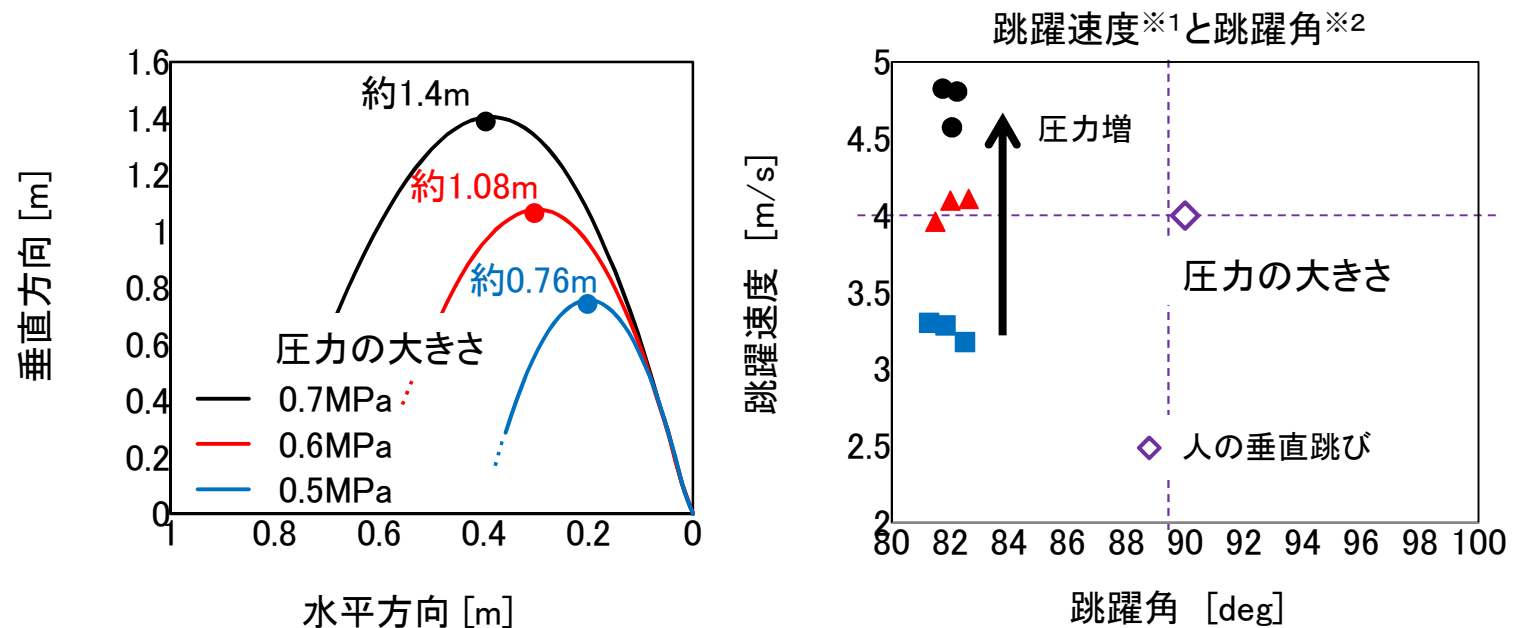 1.6
1.4
1.2
1
0.8
0.6
0.4
0.2
0
約1.4m
約1.08m
約0.76m
圧力の大きさ
0.7MPa
0.6MPa
0.5MPa
1 0.8 0.6 0.4 0.2 0
水平方向 [m]
垂直方向 [m]
跳躍速度※1と跳躍角※2
5
4.5
4
3.5
3
2.5
2
圧力増
圧力の大きさ
人の垂直跳び
80 82 84 86 88 90 92 94 96 98 100
跳躍角 [deg]
跳躍速度 [m/s]